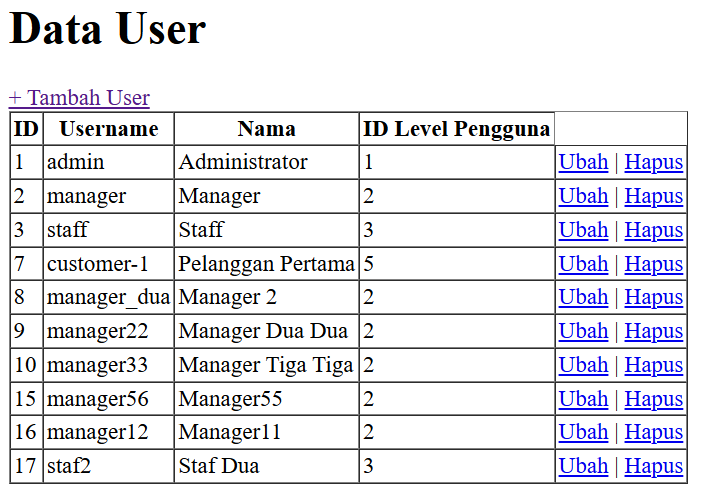 Data User
+ Tambah User
ID Username Nama ID Level Pengguna
1 admin Administrator 1 Ubah | Hapus
2 manager Manager 2 Ubah | Hapus
3 staff Staff 3 Ubah | Hapus
7 customer-1 Pelanggan Pertama 5 Ubah | Hapus
8 manager_dua Manager 2 2 Ubah | Hapus
9 manager22 Manager Dua Dua 2 Ubah | Hapus
10 manager33 Manager Tiga Tiga 2 Ubah | Hapus
15 manager56 Manager55 2 Ubah | Hapus
16 manager12 Manager11 2 Ubah | Hapus
17 staf2 Staf Dua 3 Ubah | Hapus